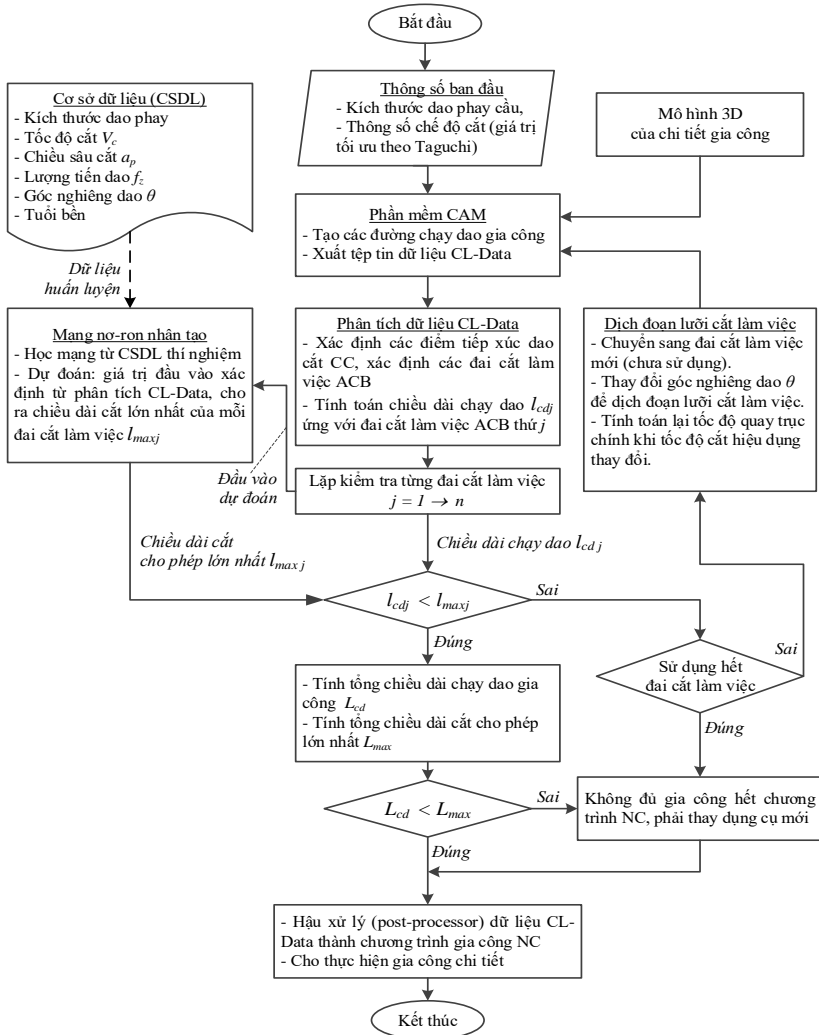 Bắt đầu
Cơ sở dữ liệu (CSDL)
- Kích thước dao phay
- Tốc độ cắt Vc
- Chiều sâu cắt ap
- Lượng tiến dao fz
- Góc nghiêng dao θ
- Tuổi bền
Thông số ban đầu
- Kích thước dao phay cầu,
- Thông số chế độ cắt (giá trị
tối ưu theo Taguchi)
Mô hình 3D
của chi tiết gia công
Phần mềm CAM
- Tạo các đường chạy dao gia công
- Xuất tệp tin dữ liệu CL-Data
Dữ liệu
huấn luyện
Mạng nơ-ron nhân tạo
- Học mạng từ CSDL thí nghiệm
- Dự đoán: giá trị đầu vào xác
định từ phân tích CL-Data, cho
ra chiều dài cắt lớn nhất của mỗi
đai cắt làm việc lmaxj
Phân tích dữ liệu CL-Data
- Xác định các điểm tiếp xúc dao
cắt CC, xác định các đai cắt làm
việc ACB
- Tính toán chiều dài chạy dao lcdj
ứng với đai cắt làm việc ACB thứ j
Dịch đoạn lưỡi cắt làm việc
- Chuyển sang đai cắt làm việc
mới (chưa sử dụng).
- Thay đổi góc nghiêng dao θ
để dịch đoạn lưỡi cắt làm việc.
- Tính toán lại tốc độ quay trục
chính khi tốc độ cắt hiệu dụng
thay đổi.
Đầu vào
dự đoán
Lặp kiểm tra từng đai cắt làm việc
j = 1 → n
Chiều dài cắt
cho phép lớn nhất lmax j
Chiều dài chạy dao lcd j
lcdj < lmaxj
Sai
Đúng
Sử dụng hết
đai cắt làm việc
Sai
Đúng
- Tính tổng chiều dài chạy dao gia
công Lcd
- Tính tổng chiều dài cắt cho phép
lớn nhất Lmax
Lcd < Lmax
Sai
Đúng
Không đủ gia công hết chương
trình NC, phải thay dụng cụ mới
- Hậu xử lý (post-processor) dữ liệu CL-
Data thành chương trình gia công NC
- Cho thực hiện gia công chi tiết
Kết thúc